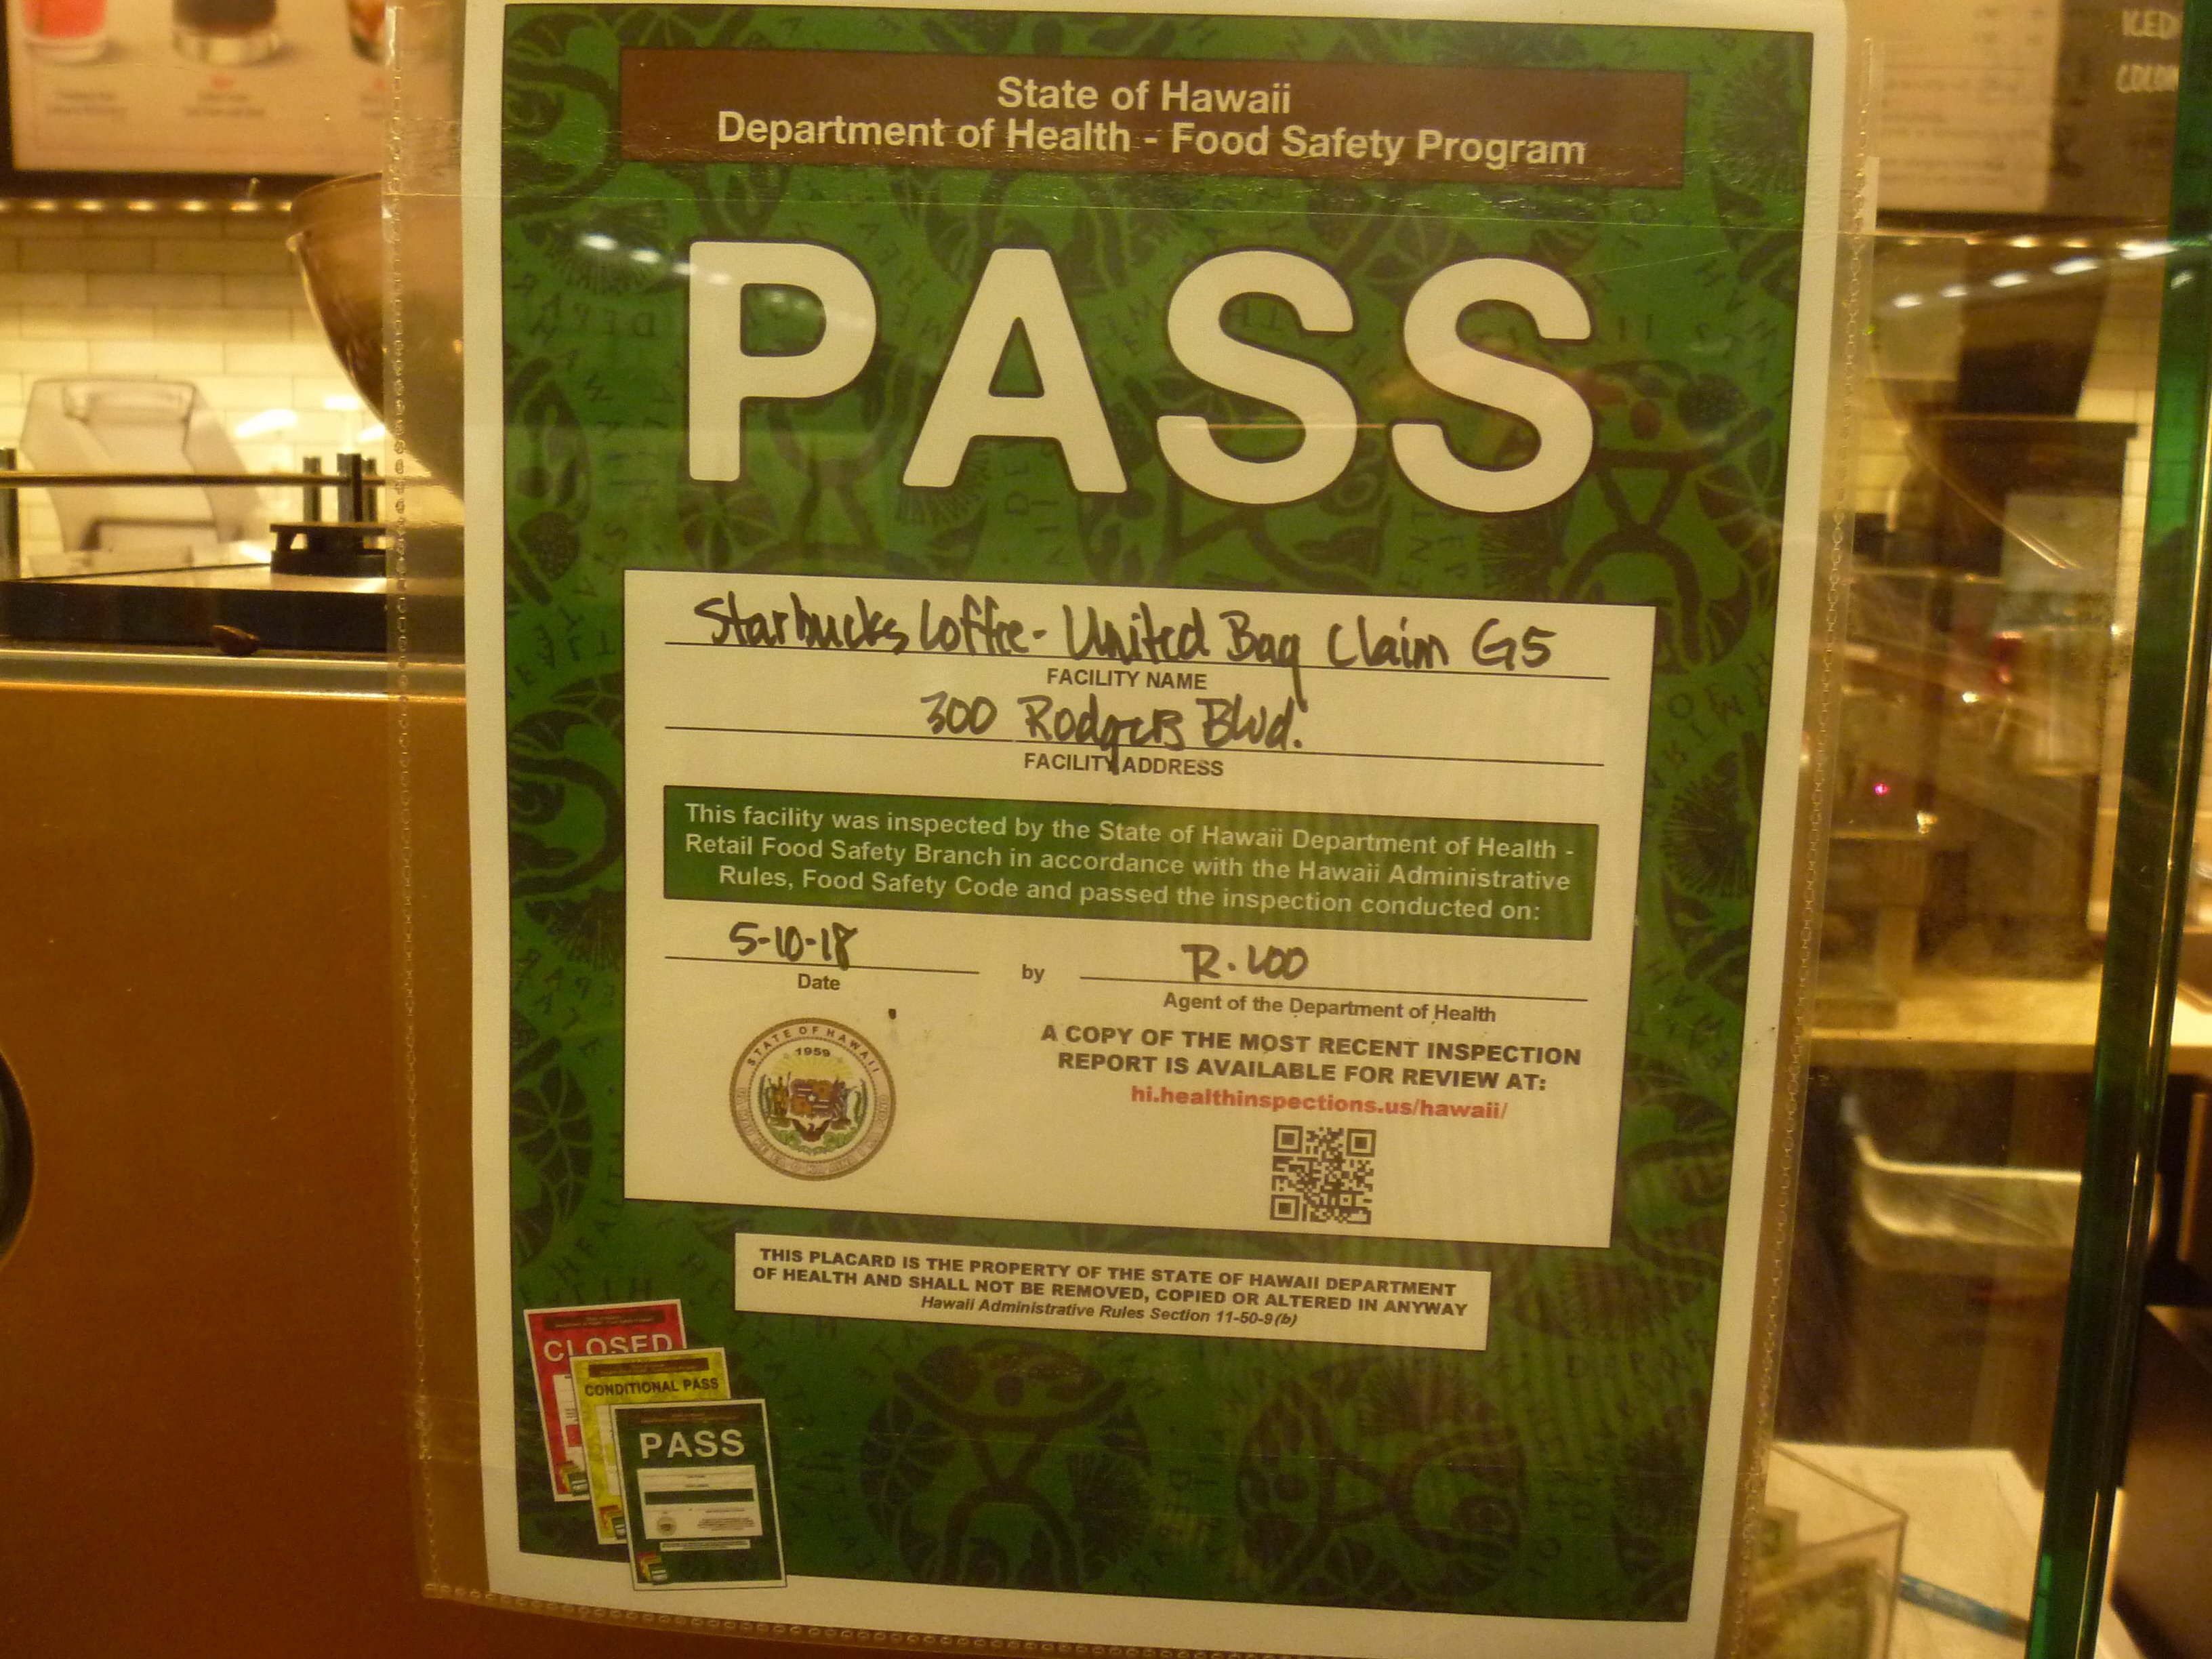 ICED
State of Hawaii
Department of Health - Food Safety Program
PASS
Starbucks Coffee - United Bag Claim G5
FACILITY NAME
300 Rodgers Blvd.
FACILITY ADDRESS
This facility was inspected by the State of Hawaii Department of Health -
Retail Food Safety Branch in accordance with the Hawaii Administrative
Rules, Food Safety Code and passed the inspection conducted on:
5-10-18 by R. LOO
Date Agent of the Department of Health
STATE OF HAWAII
1959
A COPY OF THE MOST RECENT INSPECTION
REPORT IS AVAILABLE FOR REVIEW AT:
hi.healthinspections.us/hawaii/
THIS PLACARD IS THE PROPERTY OF THE STATE OF HAWAII DEPARTMENT
OF HEALTH AND SHALL NOT BE REMOVED, COPIED OR ALTERED IN ANYWAY
Hawaii Administrative Rules Section 11-50-9(b)
CLOSED
CONDITIONAL PASS
PASS